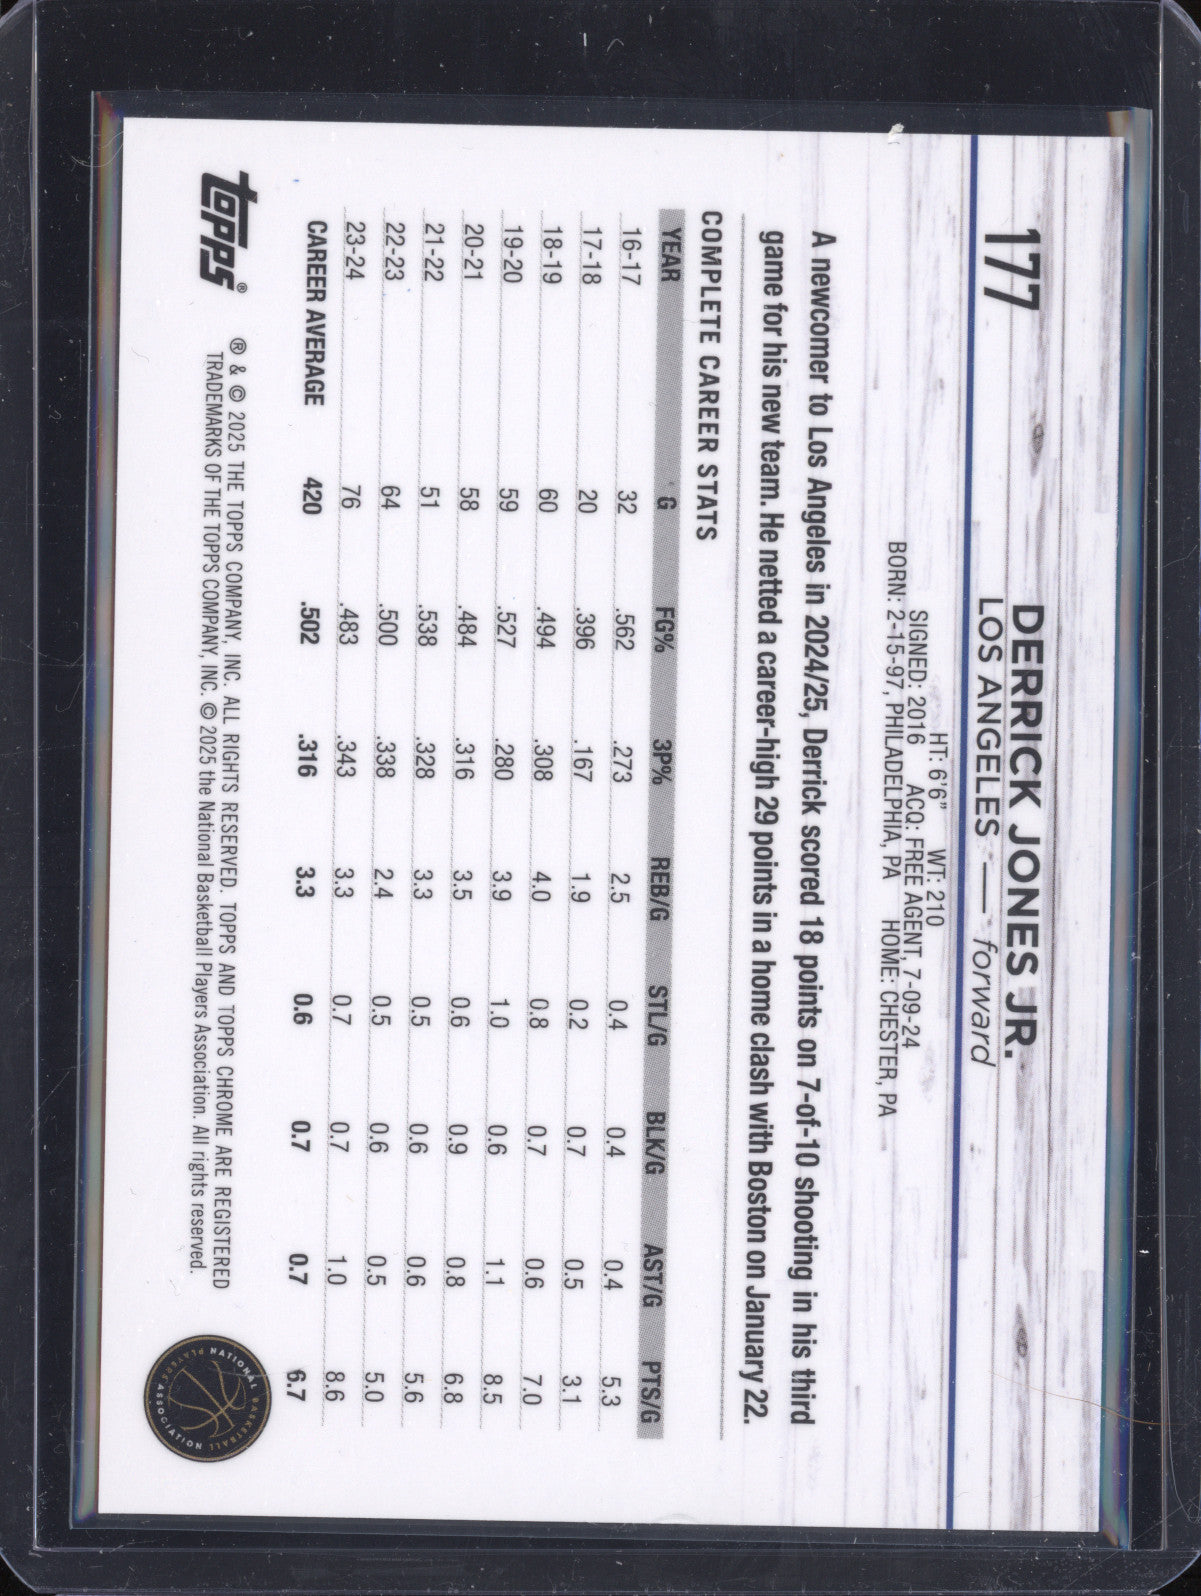 177
DERRICK JONES JR.
LOS ANGELES — forward
HT: 6'6" WT: 210
SIGNED: 2016 ACQ: FREE AGENT, 7-09-24
BORN: 2-15-97, PHILADELPHIA, PA HOME: CHESTER, PA
A newcomer to Los Angeles in 2024/25, Derrick scored 18 points on 7-of-10 shooting in his third
game for his new team. He netted a career-high 29 points in a home clash with Boston on January 22.
COMPLETE CAREER STATS
YEAR G FG% 3P% REB/G STL/G BLK/G AST/G PTS/G
16-17 32 .562 .273 2.5 0.4 0.4 0.4 5.3
17-18 20 .396 .167 1.9 0.2 0.7 0.5 3.1
18-19 60 .494 .308 4.0 0.8 0.7 0.6 7.0
19-20 59 .527 .280 3.9 1.0 0.6 1.1 8.5
20-21 58 .484 .316 3.5 0.6 0.9 0.8 6.8
21-22 51 .538 .328 3.3 0.5 0.6 0.6 5.6
22-23 64 .500 .338 2.4 0.5 0.6 0.5 5.0
23-24 76 .483 .343 3.3 0.7 0.7 1.0 8.6
CAREER AVERAGE 420 .502 .316 3.3 0.6 0.7 0.7 6.7
topps®
® & © 2025 THE TOPPS COMPANY, INC. ALL RIGHTS RESERVED. TOPPS AND TOPPS CHROME ARE REGISTERED
TRADEMARKS OF THE TOPPS COMPANY, INC. © 2025 the National Basketball Players Association. All rights reserved.
NATIONAL BASKETBALL PLAYERS ASSOCIATION